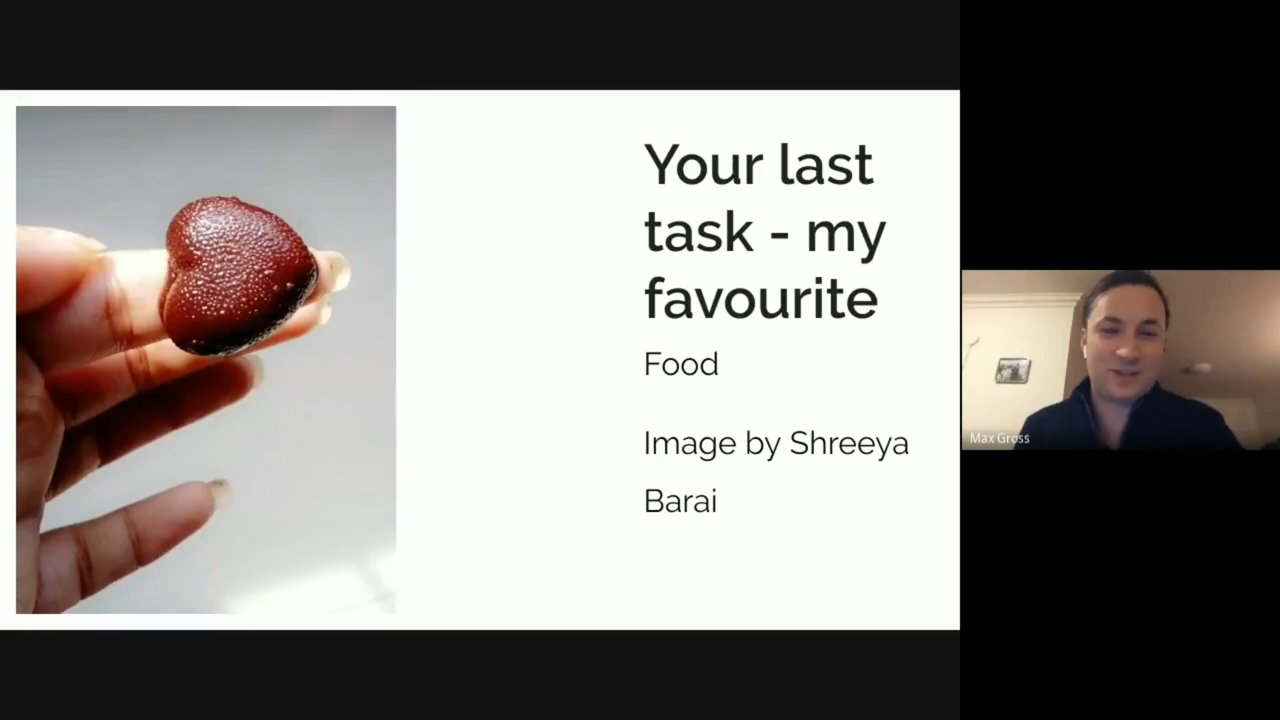 Your last
task - my
favourite
Food
Image by Shreeya
Barai
Max Gross